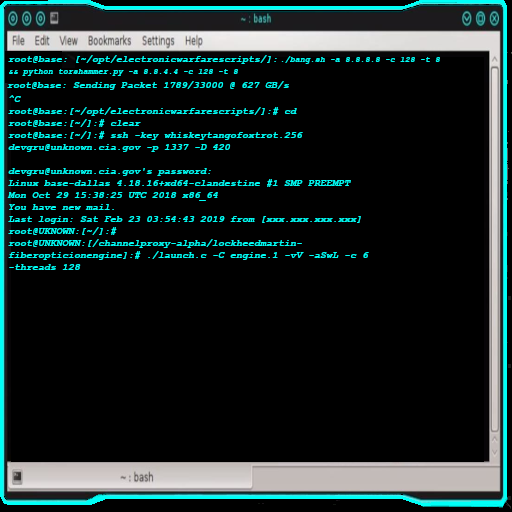 ~ : bash
File Edit View Bookmarks Settings Help
root@base: [~/opt/electronicwarfarescripts/]:./bang.sh -a 8.8.8.8 -c 128 -t 8
&& python torshammer.py -a 8.8.4.4 -c 128 -t 8
root@base: Sending Packet 1789/33000 @ 627 GB/s
^C
root@base:[~/opt/electronicwarfarescripts/]:# cd
root@base:[~/]:# clear
root@base:[~/]:# ssh -key whiskeytangofoxtrot.256
devgru@unknown.cia.gov -p 1337 -D 420
devgru@unknown.cia.gov's password:
Linux base-dallas 4.18.16+xd64-clandestine #1 SMP PREEMPT
Mon Oct 29 15:38:25 UTC 2018 x86_64
You have new mail.
Last login: Sat Feb 23 03:54:43 2019 from [xxx.xxx.xxx.xxx]
root@UKNOWN:[~/]:#
root@UNKNOWN:[/channelproxy-alpha/lockheedmartin-
fiberopticionengine]:# ./launch.c -C engine.1 -vV -aSwL -c 6
-threads 128
~ : bash